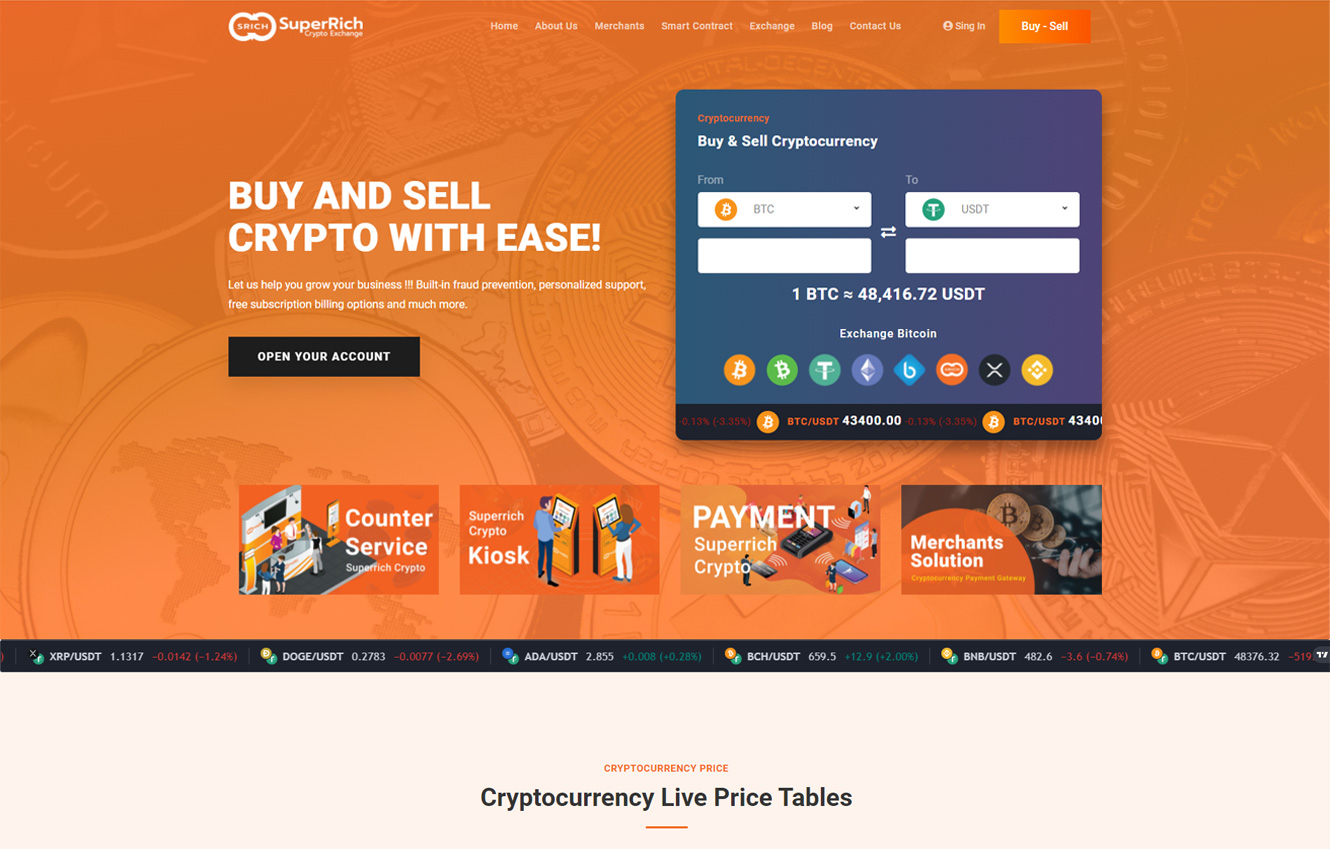 SRICH SuperRich
Crypto Exchange
Home About Us Merchants Smart Contract Exchange Blog Contact Us Sing In Buy - Sell
BUY AND SELL
CRYPTO WITH EASE!
Let us help you grow your business !!! Built-in fraud prevention, personalized support,
free subscription billing options and much more.
OPEN YOUR ACCOUNT
Cryptocurrency
Buy & Sell Cryptocurrency
From To
BTC USDT
1 BTC ≈ 48,416.72 USDT
Exchange Bitcoin
-0.13% (-3.35%) BTC/USDT 43400.00 -0.13% (-3.35%) BTC/USDT 4340
Counter
Service
Superrich Crypto
Superrich
Crypto
Kiosk
PAYMENT
Superrich
Crypto
Merchants
Solution
Cryptocurrency Payment Gateway
XRP/USDT 1.1317 −0.0142 (−1.24%) DOGE/USDT 0.2783 −0.0077 (−2.69%) ADA/USDT 2.855 +0.008 (+0.28%) BCH/USDT 659.5 +12.9 (+2.00%) BNB/USDT 482.6 −3.6 (−0.74%) BTC/USDT 48376.32 −519
CRYPTOCURRENCY PRICE
Cryptocurrency Live Price Tables